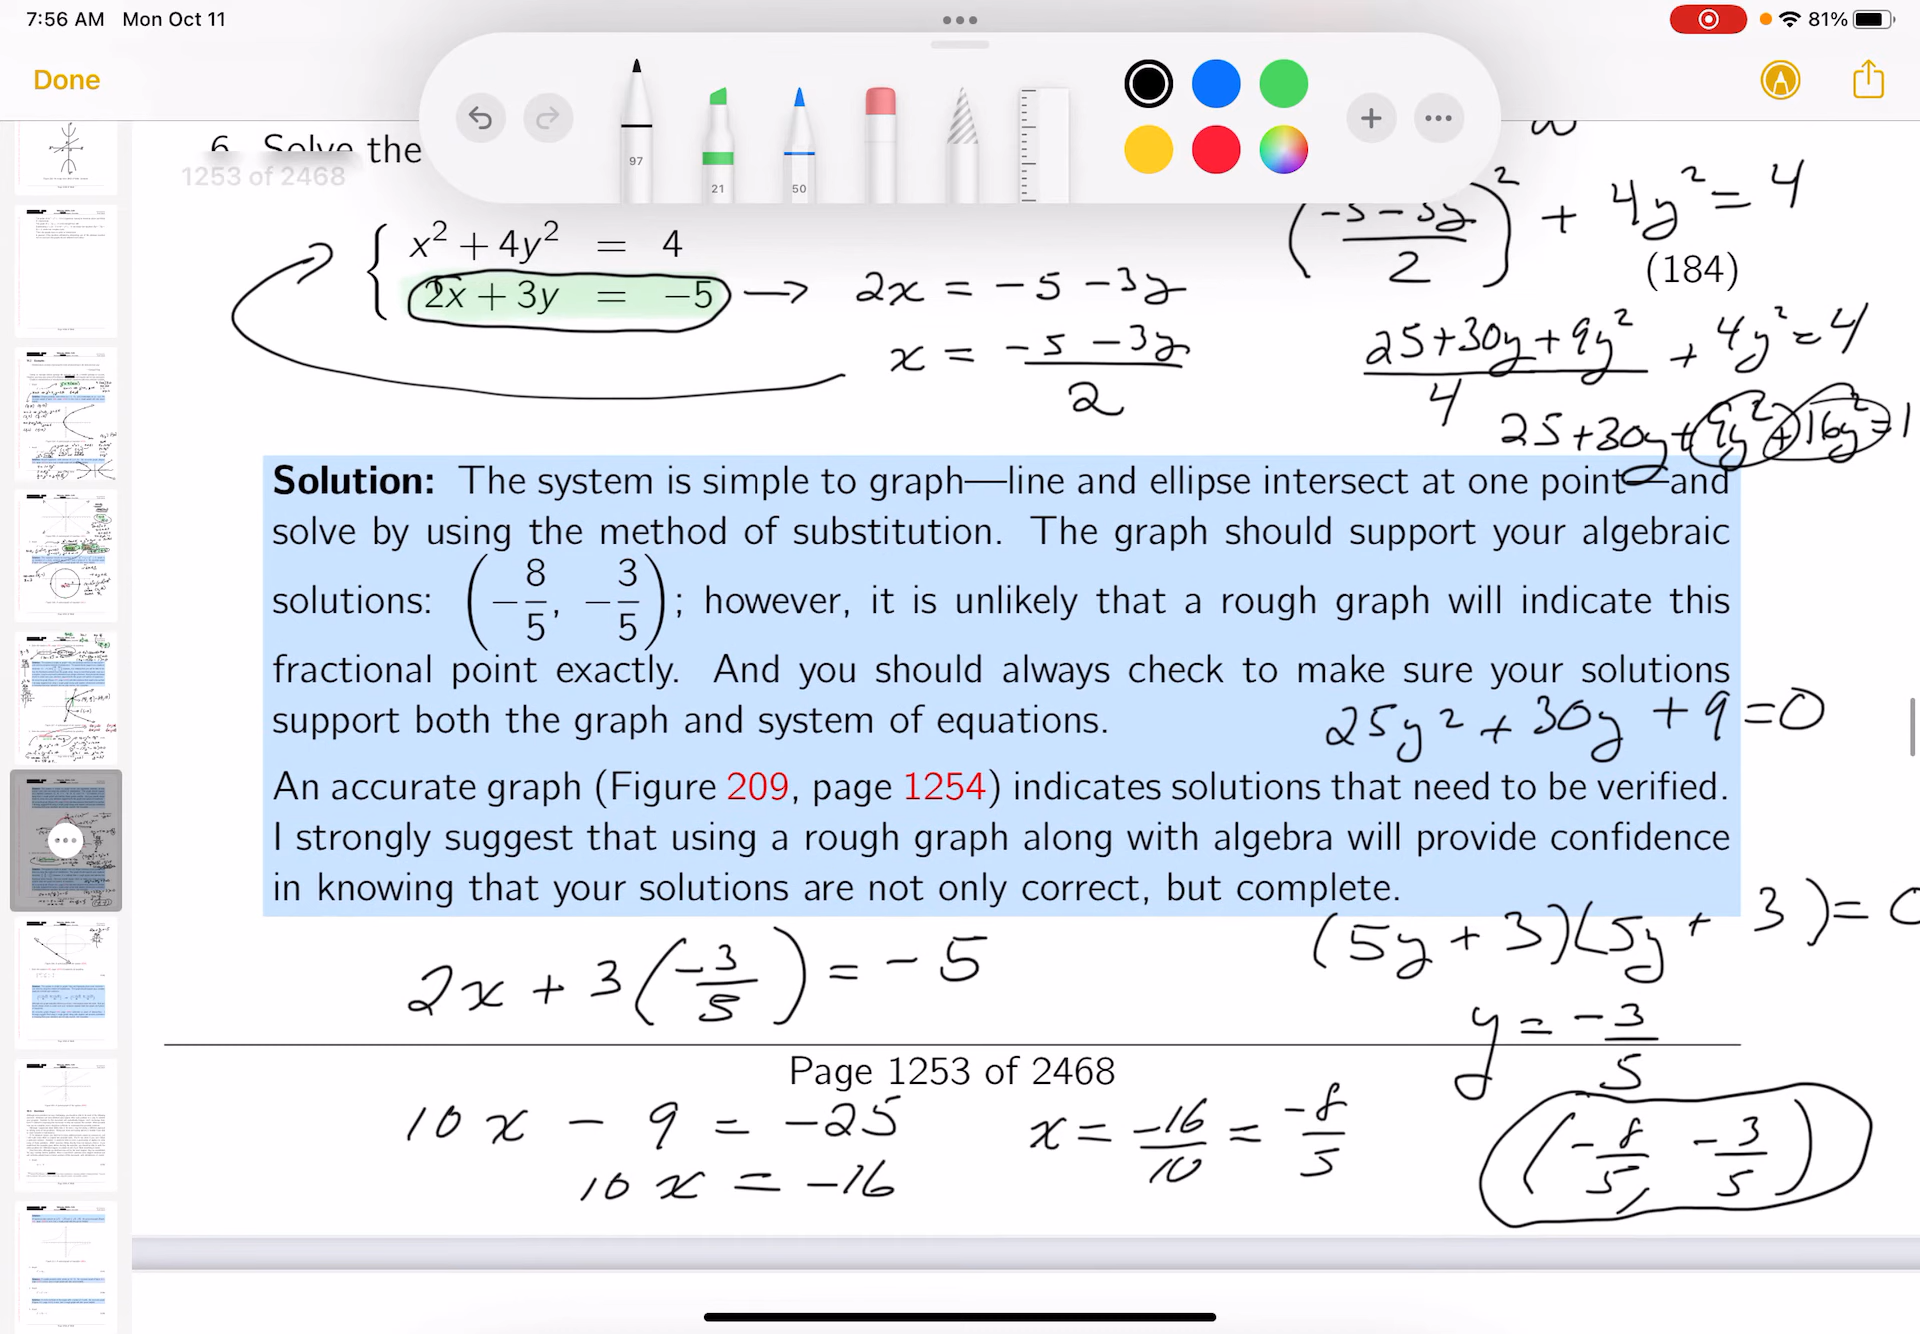 7:56 AM Mon Oct 11
81%
Done
97
21
50
6. Solve the
1253 of 2468
x² + 4y² = 4
2x + 3y = −5 → 2x = -5 -3y
x = (-5 -3y)/2
((-5-3y)/2)² + 4y² = 4
(184)
(25+30y+9y²)/4 + 4y² = 4
25+30y+9y²+16y²=1
Solution: The system is simple to graph—line and ellipse intersect at one point—and
solve by using the method of substitution. The graph should support your algebraic
solutions: (−8/5, −3/5); however, it is unlikely that a rough graph will indicate this
fractional point exactly. And you should always check to make sure your solutions
support both the graph and system of equations.
25y² + 30y + 9 = 0
An accurate graph (Figure 209, page 1254) indicates solutions that need to be verified.
I strongly suggest that using a rough graph along with algebra will provide confidence
in knowing that your solutions are not only correct, but complete.
(5y + 3)(5y + 3) = 0
2x + 3(-3/5) = -5
y = -3/5
Page 1253 of 2468
10x - 9 = -25
10x = -16
x = -16/10 = -8/5
(-8/5, -3/5)